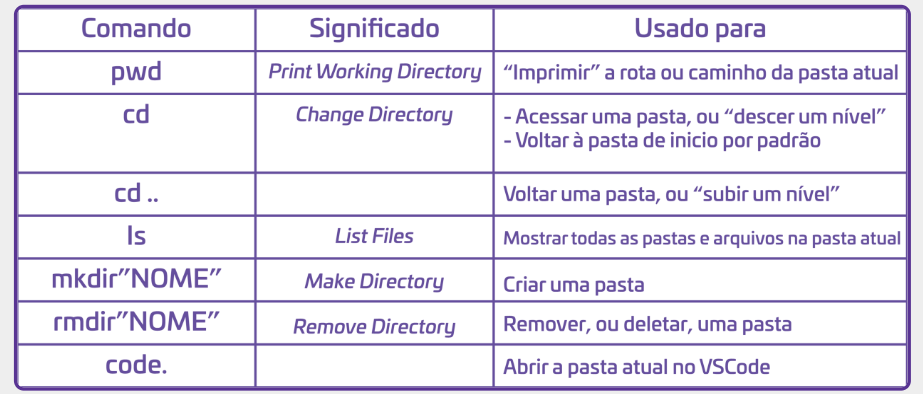 Comando Significado Usado para
pwd Print Working Directory “Imprimir” a rota ou caminho da pasta atual
cd Change Directory - Acessar uma pasta, ou “descer um nível”
- Voltar à pasta de inicio por padrão
cd .. Voltar uma pasta, ou “subir um nível”
ls List Files Mostrar todas as pastas e arquivos na pasta atual
mkdir”NOME” Make Directory Criar uma pasta
rmdir”NOME” Remove Directory Remover, ou deletar, uma pasta
code. Abrir a pasta atual no VSCode